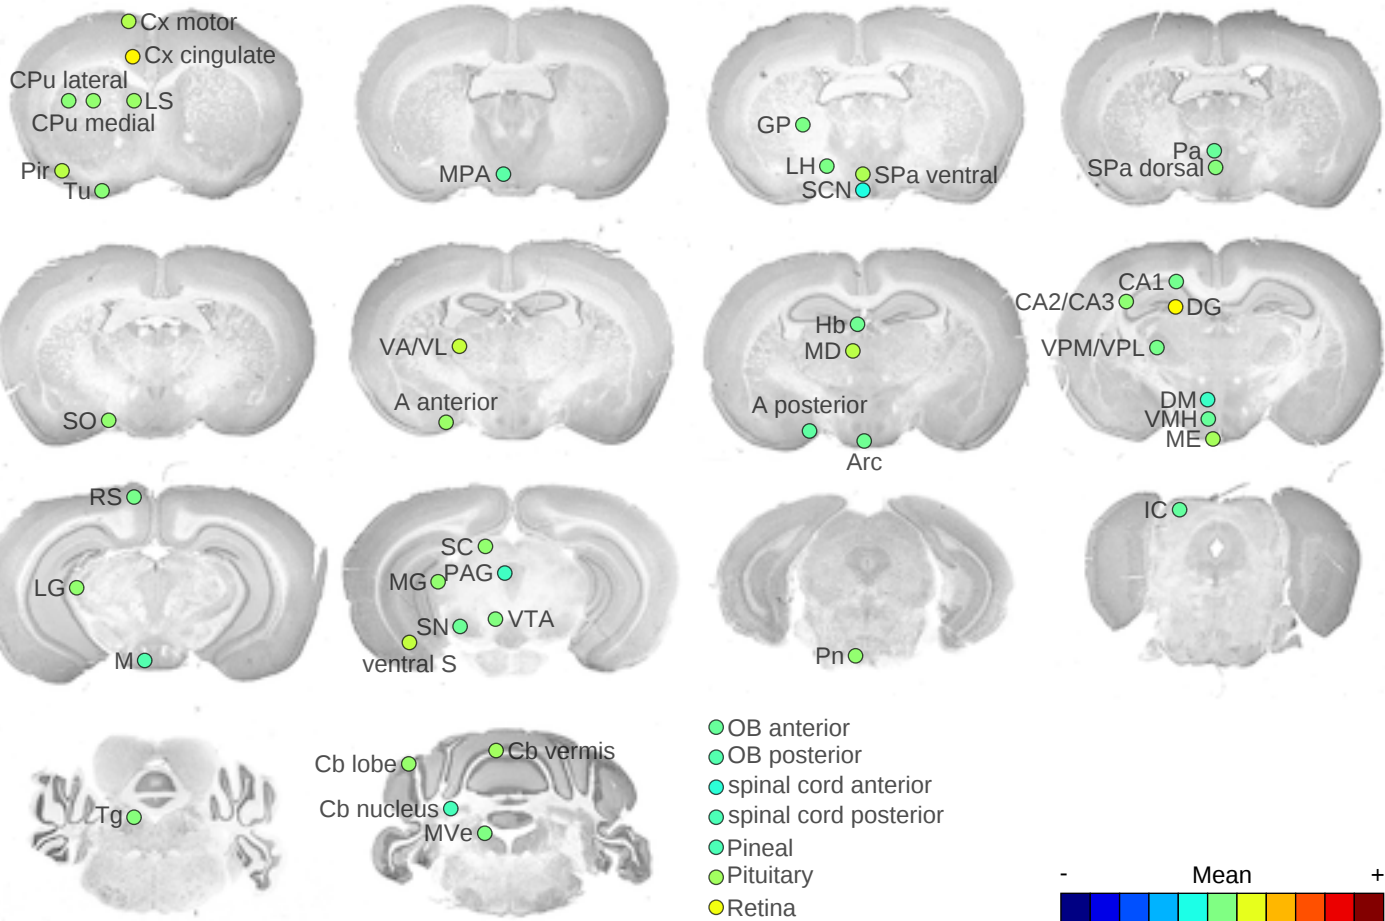 Cx motor
Cx cingulate
CPu lateral
LS
CPu medial
Pir
Tu
MPA
GP
LH
SPa ventral
SCN
Pa
SPa dorsal
SO
VA/VL
A anterior
Hb
MD
A posterior
Arc
CA1
CA2/CA3
DG
VPM/VPL
DM
VMH
ME
RS
LG
M
SC
MG
PAG
SN
VTA
ventral S
Pn
IC
Tg
Cb lobe
Cb vermis
Cb nucleus
MVe
OB anterior
OB posterior
spinal cord anterior
spinal cord posterior
Pineal
Pituitary
Retina
- Mean +